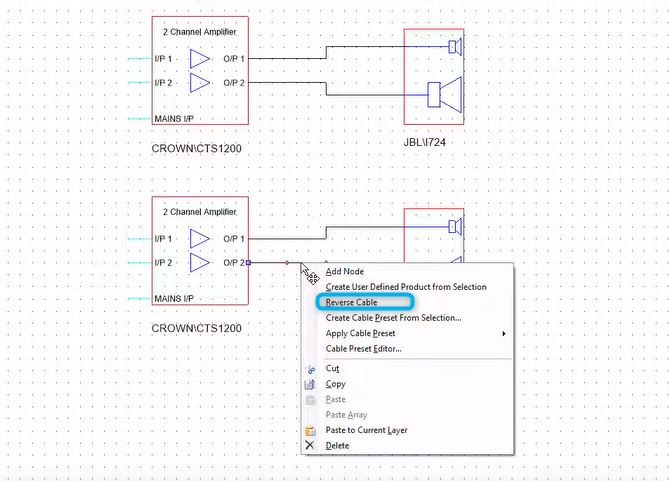 2 Channel Amplifier
I/P 1
O/P 1
I/P 2
O/P 2
MAINS I/P
CROWN\CTS1200
JBL\I724
2 Channel Amplifier
I/P 1
O/P 1
I/P 2
O/P 2
MAINS I/P
CROWN\CTS1200
Add Node
Create User Defined Product from Selection
Reverse Cable
Create Cable Preset From Selection...
Apply Cable Preset
Cable Preset Editor...
Cut
Copy
Paste
Paste Array
Paste to Current Layer
Delete